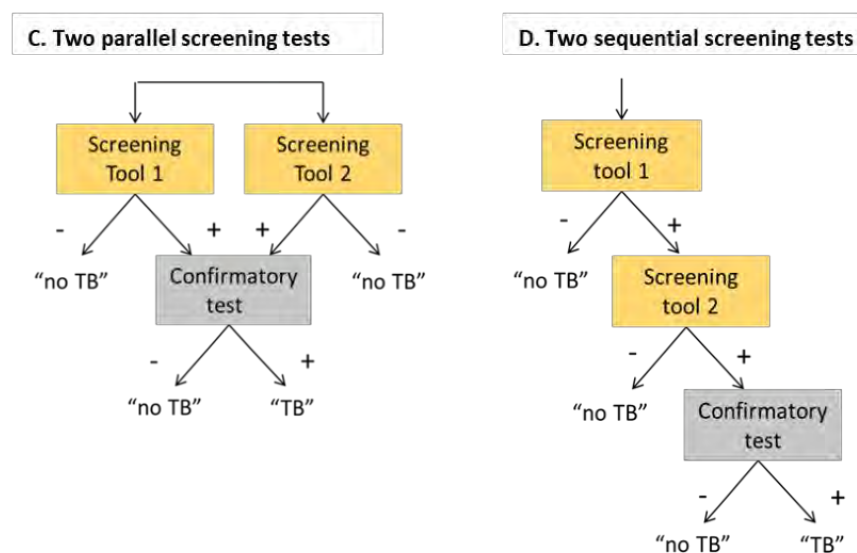 C. Two parallel screening tests
Screening
Tool 1
Screening
Tool 2
-
+
+
-
“no TB”
Confirmatory
test
“no TB”
-
+
“no TB”
“TB”
D. Two sequential screening tests
Screening
tool 1
-
+
“no TB”
Screening
tool 2
-
+
“no TB”
Confirmatory
test
-
+
“no TB”
“TB”